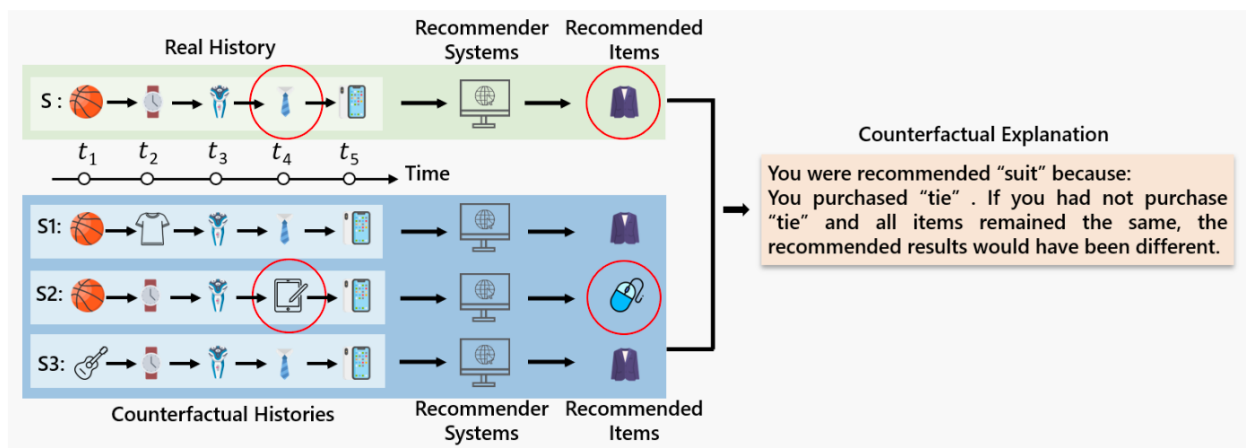 Real History
Recommender Systems
Recommended Items
S :
t1 t2 t3 t4 t5
Time
S1:
S2:
S3:
Counterfactual Histories
Recommender Systems
Recommended Items
Counterfactual Explanation
You were recommended “suit” because:
You purchased “tie” . If you had not purchase
“tie” and all items remained the same, the
recommended results would have been different.